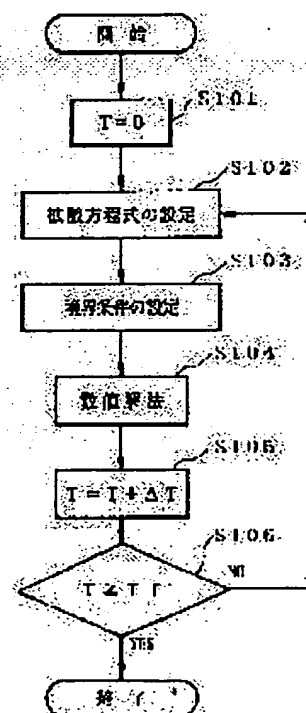 開始
S101
T=0
S102
拡散方程式の設定
S103
境界条件の設定
S104
数値解法
S105
T=T+ΔT
S106
T≧Tf
NO
YES
終了